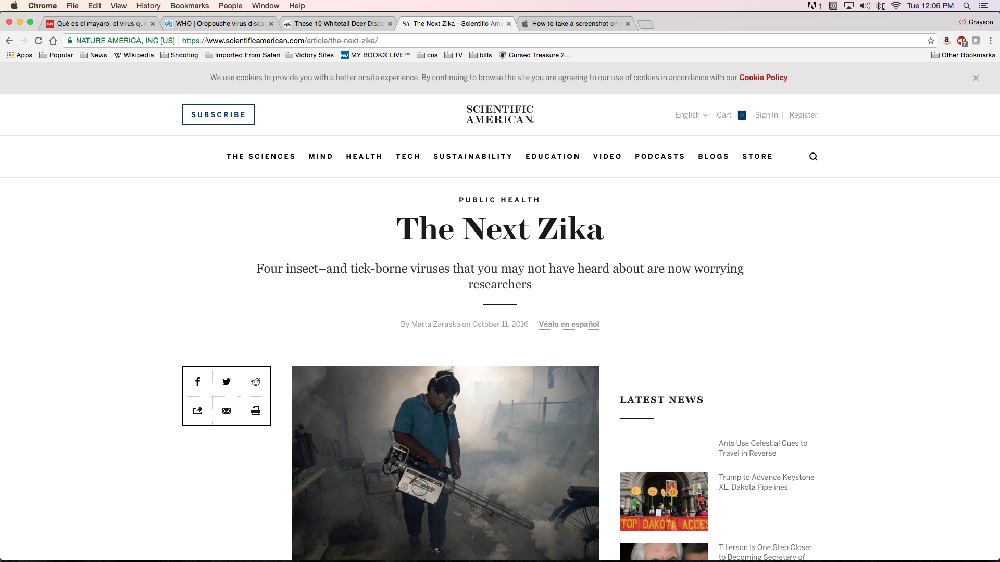 Chrome File Edit View History Bookmarks People Window Help
1 Tue 12:06 PM
Qué es el mayaro, el virus que
WHO | Oropouche virus diseas
These 10 Whitetail Deer Disea
SA The Next Zika - Scientific Ame
How to take a screenshot on y
Grayson
NATURE AMERICA, INC [US] https://www.scientificamerican.com/article/the-next-zika/
Apps Popular News Wikipedia Shooting Imported From Safari Victory Sites MY BOOK® LIVE™ cns TV bills Cursed Treasure 2... Other Bookmarks
We use cookies to provide you with a better onsite experience. By continuing to browse the site you are agreeing to our use of cookies in accordance with our Cookie Policy.
SUBSCRIBE
SCIENTIFIC
AMERICAN
English Cart 0 Sign In | Register
THE SCIENCES MIND HEALTH TECH SUSTAINABILITY EDUCATION VIDEO PODCASTS BLOGS STORE
PUBLIC HEALTH
The Next Zika
Four insect–and tick-borne viruses that you may not have heard about are now worrying
researchers
By Marta Zaraska on October 11, 2016 Véalo en español
LATEST NEWS
Ants Use Celestial Cues to
Travel in Reverse
Trump to Advance Keystone
XL, Dakota Pipelines
STOP DAKOTA ACCES
Tillerson Is One Step Closer
to Becoming Secretary of